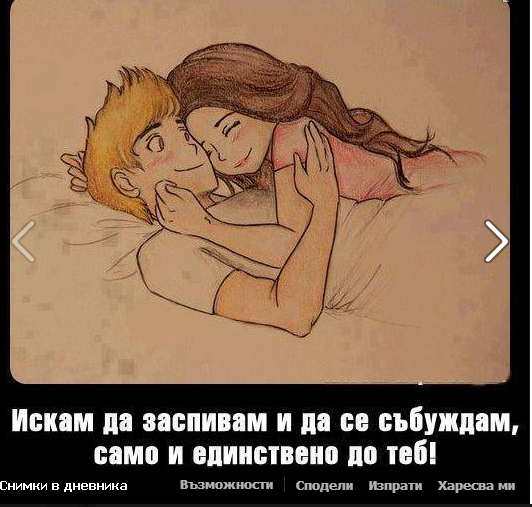 Искам да заспивам и да се събуждам,
само и единствено до теб!
Снимки в дневника Възможности Сподели Изпрати Харесва ми